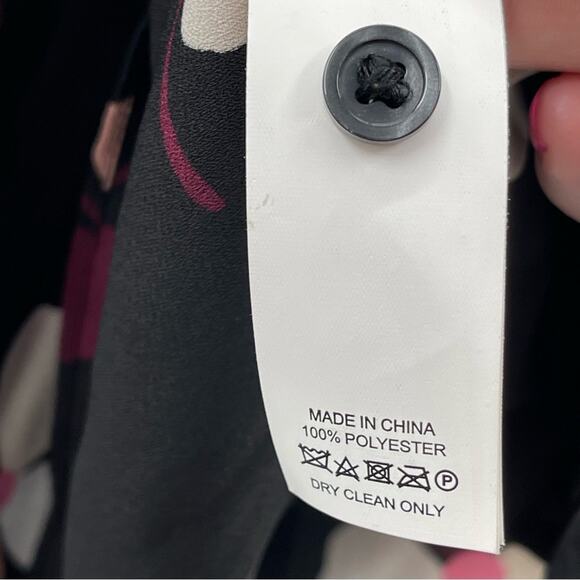 MADE IN CHINA
100% POLYESTER
P
DRY CLEAN ONLY